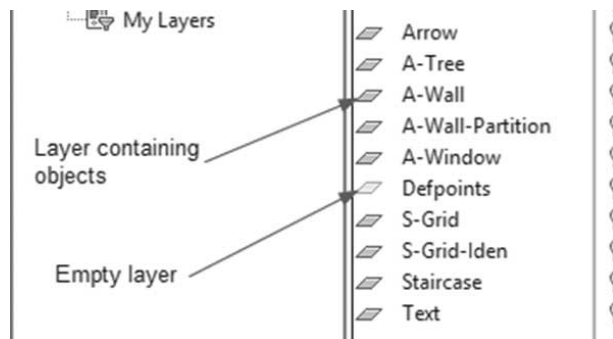 My Layers
Arrow
A-Tree
A-Wall
A-Wall-Partition
A-Window
Defpoints
S-Grid
S-Grid-Iden
Staircase
Text
Layer containing
objects
Empty layer